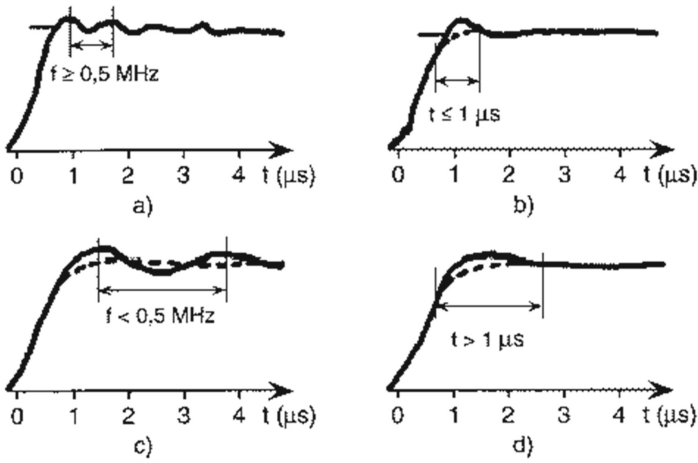 f ≥ 0,5 MHz
0 1 2 3 4 t (μs)
a)
t ≤ 1 μs
0 1 2 3 4 t (μs)
b)
f < 0,5 MHz
0 1 2 3 4 t (μs)
c)
t > 1 μs
0 1 2 3 4 t (μs)
d)